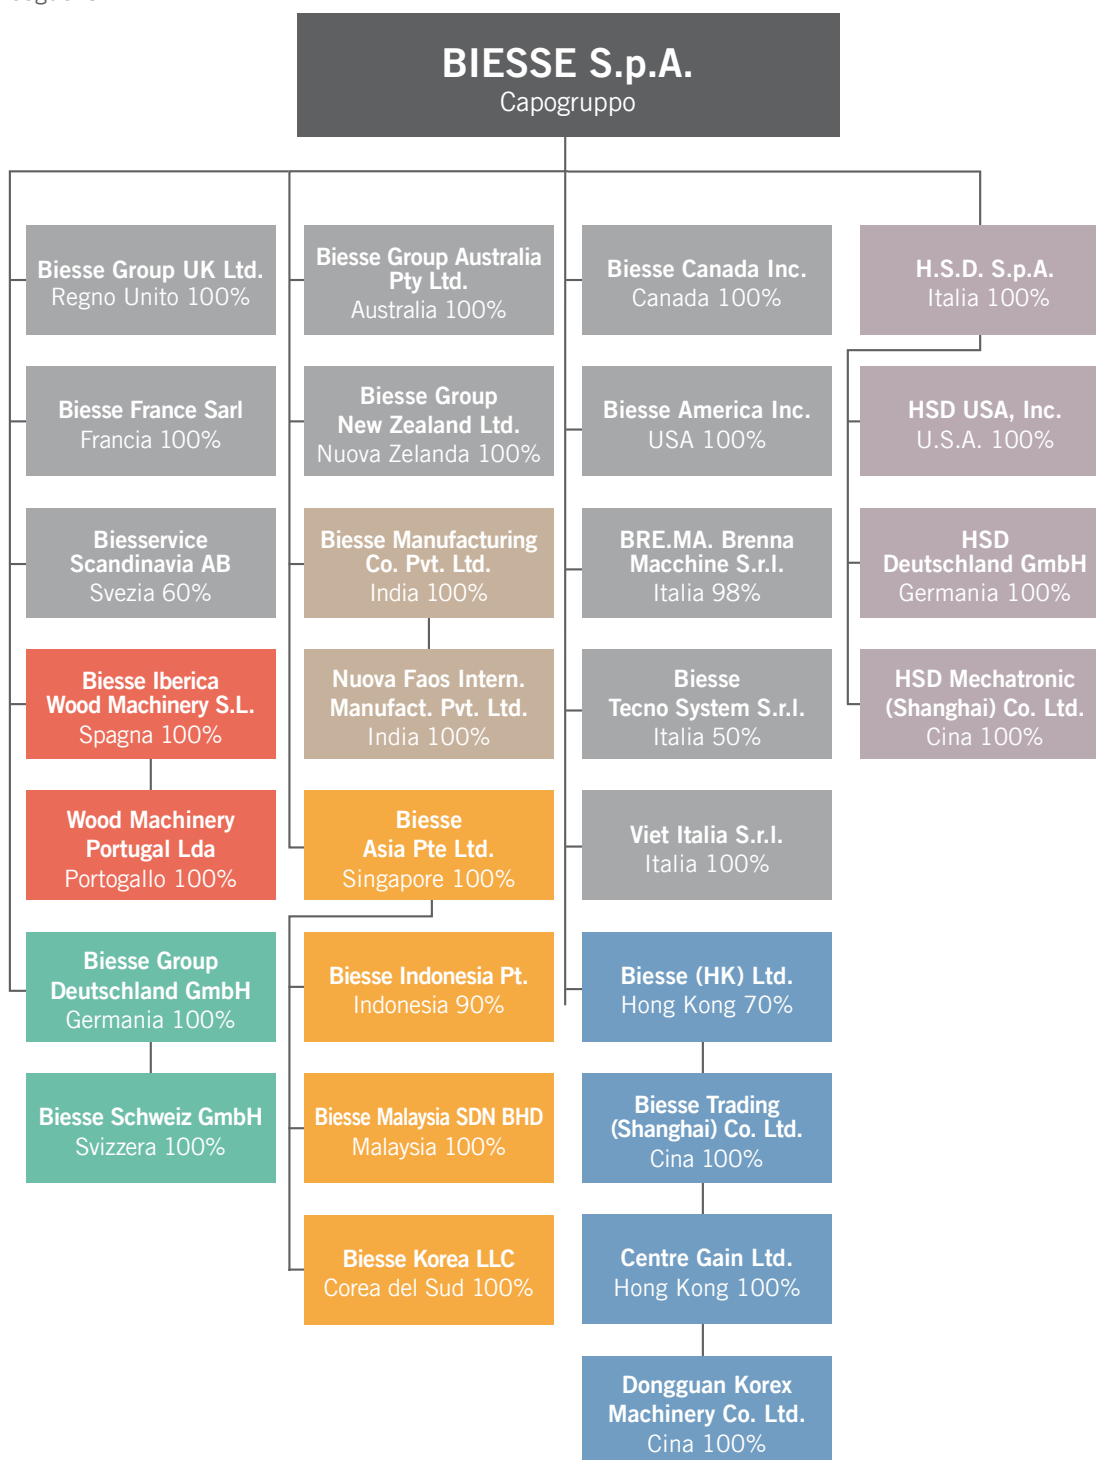 BIESSE S.p.A.
Capogruppo
Biesse Group UK Ltd.
Regno Unito 100%
Biesse France Sarl
Francia 100%
Biesservice
Scandinavia AB
Svezia 60%
Biesse Iberica
Wood Machinery S.L.
Spagna 100%
Wood Machinery
Portugal Lda
Portogallo 100%
Biesse Group
Deutschland GmbH
Germania 100%
Biesse Schweiz GmbH
Svizzera 100%
Biesse Group Australia
Pty Ltd.
Australia 100%
Biesse Group
New Zealand Ltd.
Nuova Zelanda 100%
Biesse Manufacturing
Co. Pvt. Ltd.
India 100%
Nuova Faos Intern.
Manufact. Pvt. Ltd.
India 100%
Biesse
Asia Pte Ltd.
Singapore 100%
Biesse Indonesia Pt.
Indonesia 90%
Biesse Malaysia SDN BHD
Malaysia 100%
Biesse Korea LLC
Corea del Sud 100%
Biesse Canada Inc.
Canada 100%
Biesse America Inc.
USA 100%
BRE.MA. Brenna
Macchine S.r.l.
Italia 98%
Biesse
Tecno System S.r.l.
Italia 50%
Viet Italia S.r.l.
Italia 100%
Biesse (HK) Ltd.
Hong Kong 70%
Biesse Trading
(Shanghai) Co. Ltd.
Cina 100%
Centre Gain Ltd.
Hong Kong 100%
Dongguan Korex
Machinery Co. Ltd.
Cina 100%
H.S.D. S.p.A.
Italia 100%
HSD USA, Inc.
U.S.A. 100%
HSD
Deutschland GmbH
Germania 100%
HSD Mechatronic
(Shanghai) Co. Ltd.
Cina 100%